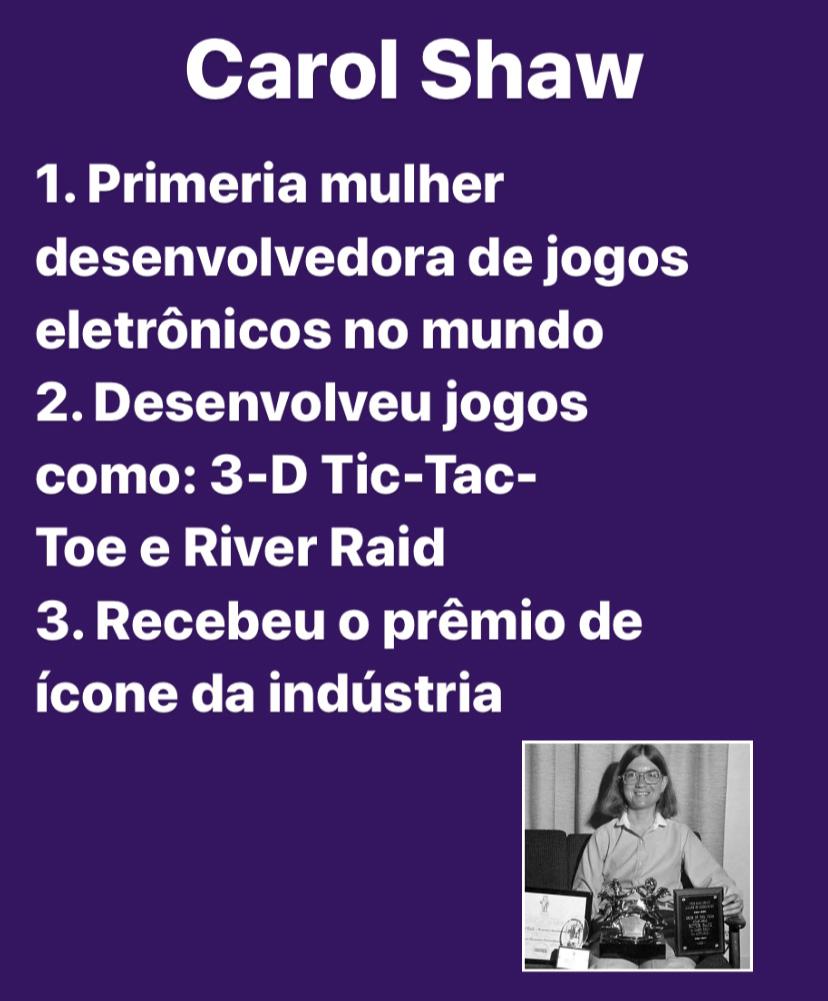 Carol Shaw
1. Primeria mulher
desenvolvedora de jogos
eletrônicos no mundo
2. Desenvolveu jogos
como: 3-D Tic-Tac-
Toe e River Raid
3. Recebeu o prêmio de
ícone da indústria